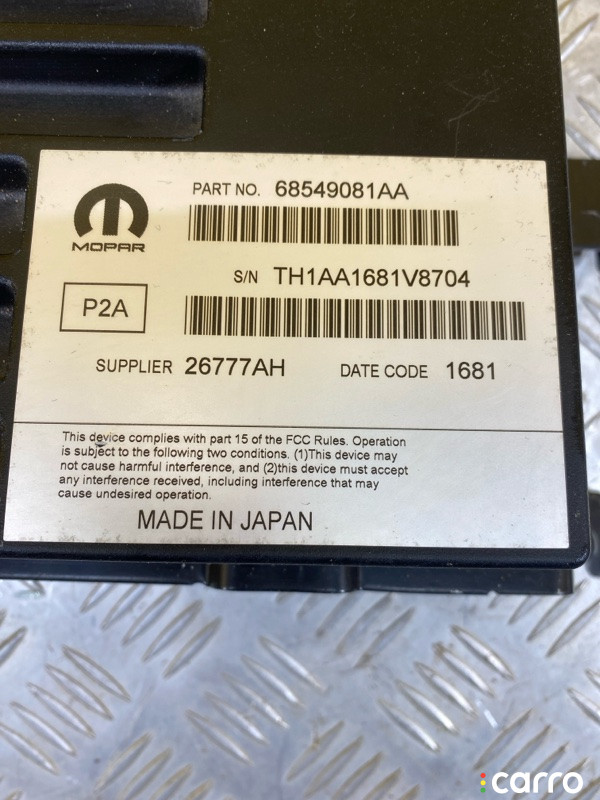 PART NO. 68549081AA
MOPAR
S/N TH1AA1681V8704
P2A
SUPPLIER 26777AH DATE CODE 1681
This device complies with part 15 of the FCC Rules. Operation
is subject to the following two conditions. (1)This device may
not cause harmful interference, and (2)this device must accept
any interference received, including interference that may
cause undesired operation.
MADE IN JAPAN
carro